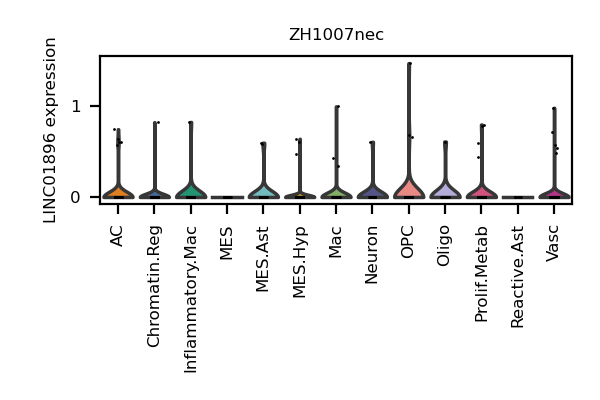 ZH1007nec
LINC01896 expression
1
0
AC
Chromatin.Reg
Inflammatory.Mac
MES
MES.Ast
MES.Hyp
Mac
Neuron
OPC
Oligo
Prolif.Metab
Reactive.Ast
Vasc